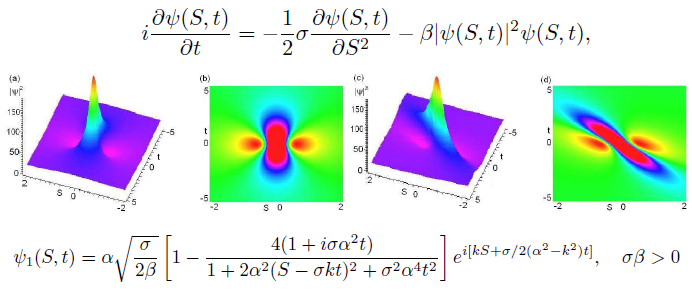 i ∂ψ(S,t)/∂t = −1/2 σ ∂ψ(S,t)/∂S² − β|ψ(S,t)|²ψ(S,t),
(a) |ψ|² 150 100 50 0 2 S 0 -2 5 t 0 -5
(b) 5 t 0 -5 -2 S 0 2
(c) |ψ|² 150 100 50 0 2 S 0 -2 5 t 0 -5
(d) 5 t 0 -5 -2 S > 0 2
ψ₁(S,t) = α√(σ/2β) [1 − 4(1 + iσα²t)/(1 + 2α²(S − σkt)² + σ²α⁴t²)] e^{i[kS+σ/2(α²−k²)t]}, σβ > 0